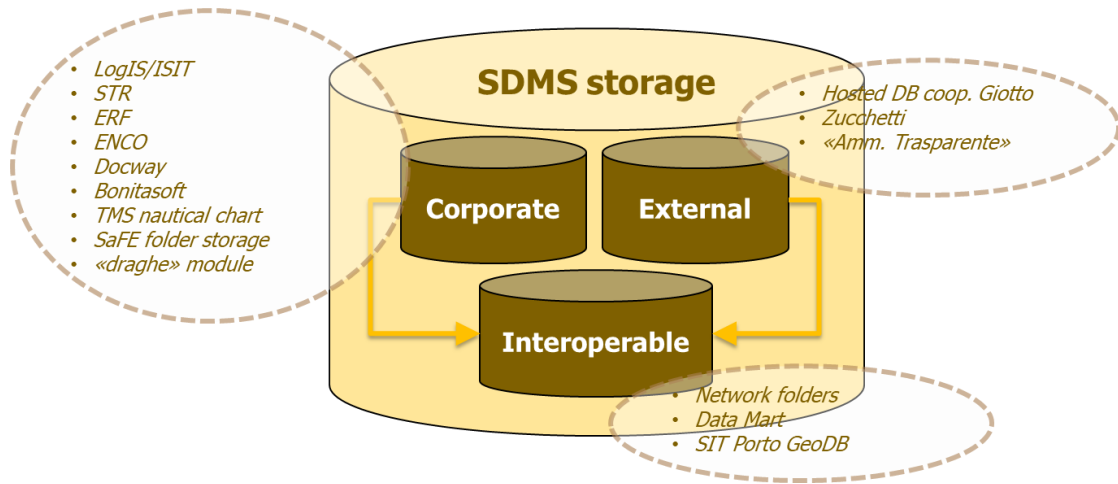 SDMS storage
• LogIS/ISIT
• STR
• ERF
• ENCO
• Docway
• Bonitasoft
• TMS nautical chart
• SaFE folder storage
• «draghe» module
• Hosted DB coop. Giotto
• Zucchetti
• «Amm. Trasparente»
Corporate
External
Interoperable
• Network folders
• Data Mart
• SIT Porto GeoDB